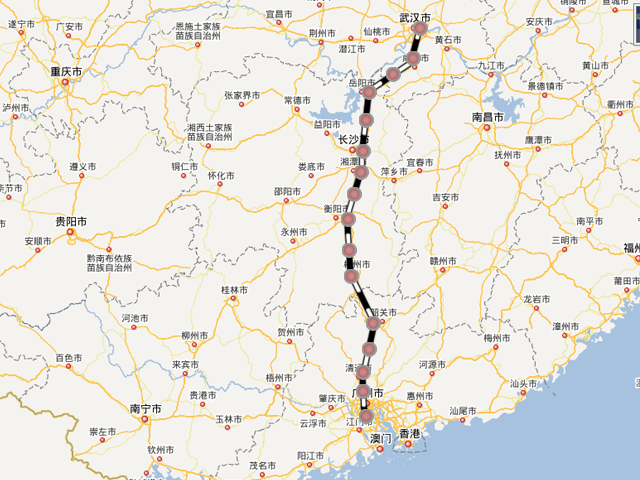 铜陵市
宣城市
武汉市
安庆市
宜昌市
遂宁市
广安市
恩施土家族
苗族自治州
荆州市
仙桃市
潜江市
黄石市
九江市
黄山市
重庆市
岳阳市
景德镇市
张家界市
常德市
衢州市
泸州市
南昌市
益阳市
湘西土家族
苗族自治州
长沙市
鹰潭市
抚州市
湘潭
宜春市
遵义市
铜仁市
怀化市
娄底市
萍乡市
毕节市
邵阳市
吉安市
衡阳市
贵阳市
南平市
永州市
三明市
福州
安顺市
黔南布依族
苗族自治州
赣州市
莆田市
桂林市
龙岩市
韶关市
河池市
漳州市
柳州市
贺州市
梅州市
百色市
来宾市
清远
河源市
梧州市
汕头市
贵港市
肇庆市
广州市
惠州市
南宁市
汕尾市
玉林市
云浮市
江门
崇左市
澳门
香港
钦州市
阳江市
茂名市